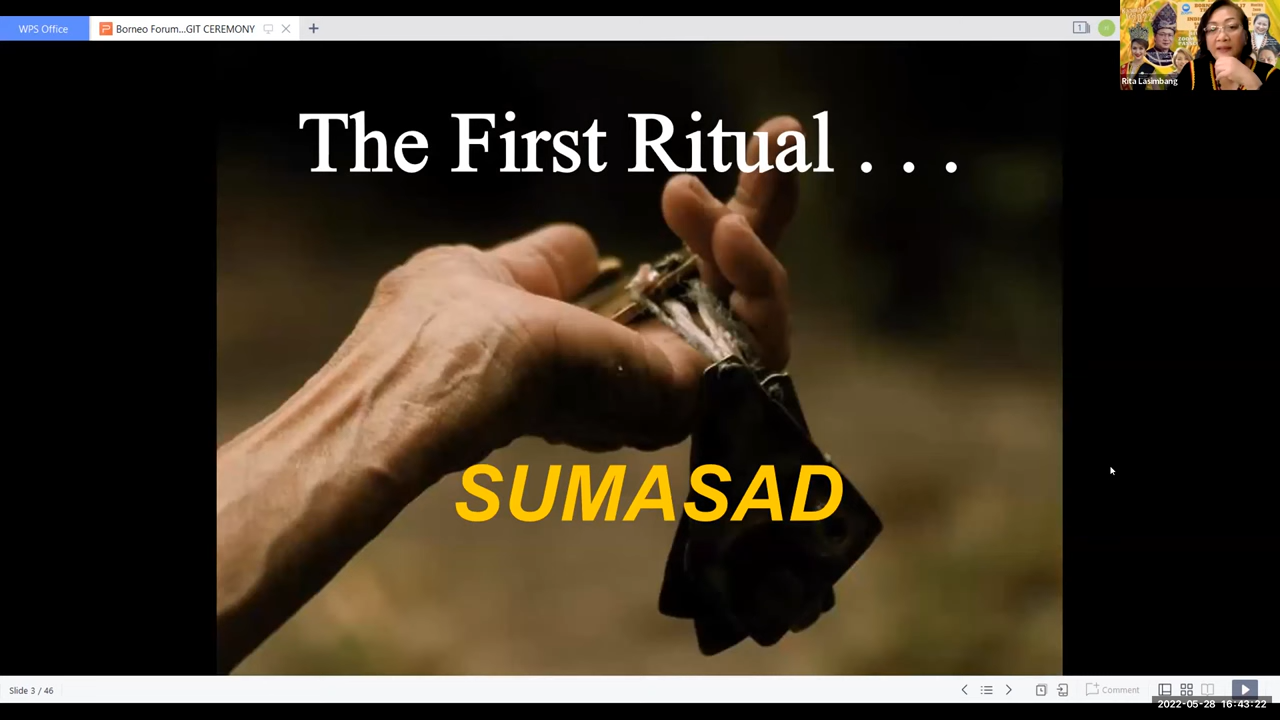 WPS Office
Borneo Forum...GIT CEREMONY
1
Rita Lasimbang
The First Ritual . . .
SUMASAD
Slide 3 / 46
Comment
2022-05-28 16:43:22